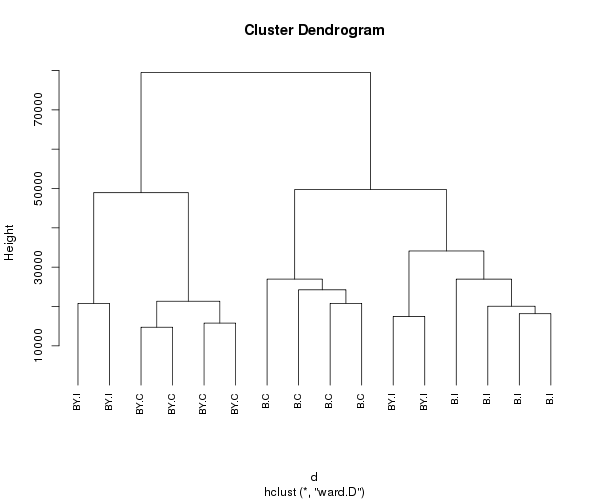 Cluster Dendrogram
Height
70000
50000
30000
10000
BY.I BY.I BY.C BY.C BY.C BY.C B.C B.C B.C B.C BY.I BY.I B.I B.I B.I B.I
d
hclust (*, "ward.D")